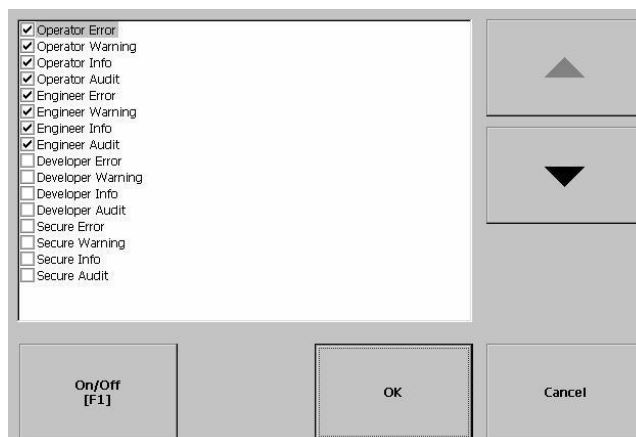 Operator Error
Operator Warning
Operator Info
Operator Audit
Engineer Error
Engineer Warning
Engineer Info
Engineer Audit
Developer Error
Developer Warning
Developer Info
Developer Audit
Secure Error
Secure Warning
Secure Info
Secure Audit
On/Off
[F1]
OK
Cancel